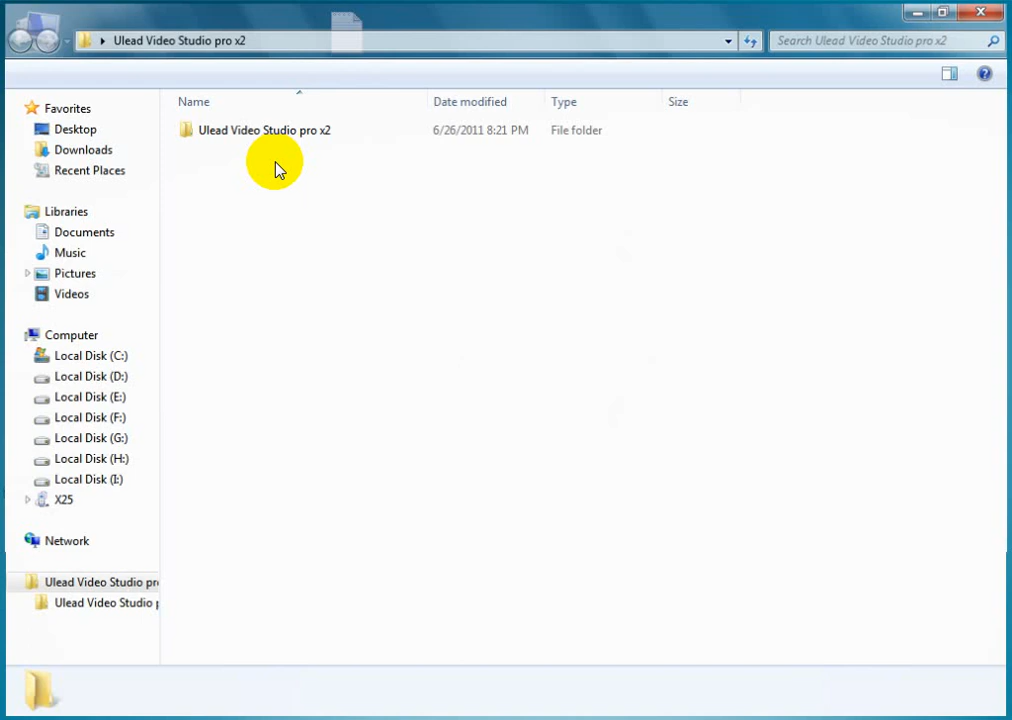 Ulead Video Studio pro x2
Search Ulead Video Studio pro x2
Name
Date modified
Type
Size
Ulead Video Studio pro x2
6/26/2011 8:21 PM
File folder
Favorites
Desktop
Downloads
Recent Places
Libraries
Documents
Music
Pictures
Videos
Computer
Local Disk (C:)
Local Disk (D:)
Local Disk (E:)
Local Disk (F:)
Local Disk (G:)
Local Disk (H:)
Local Disk (I:)
X25
Network
Ulead Video Studio pro
Ulead Video Studio p